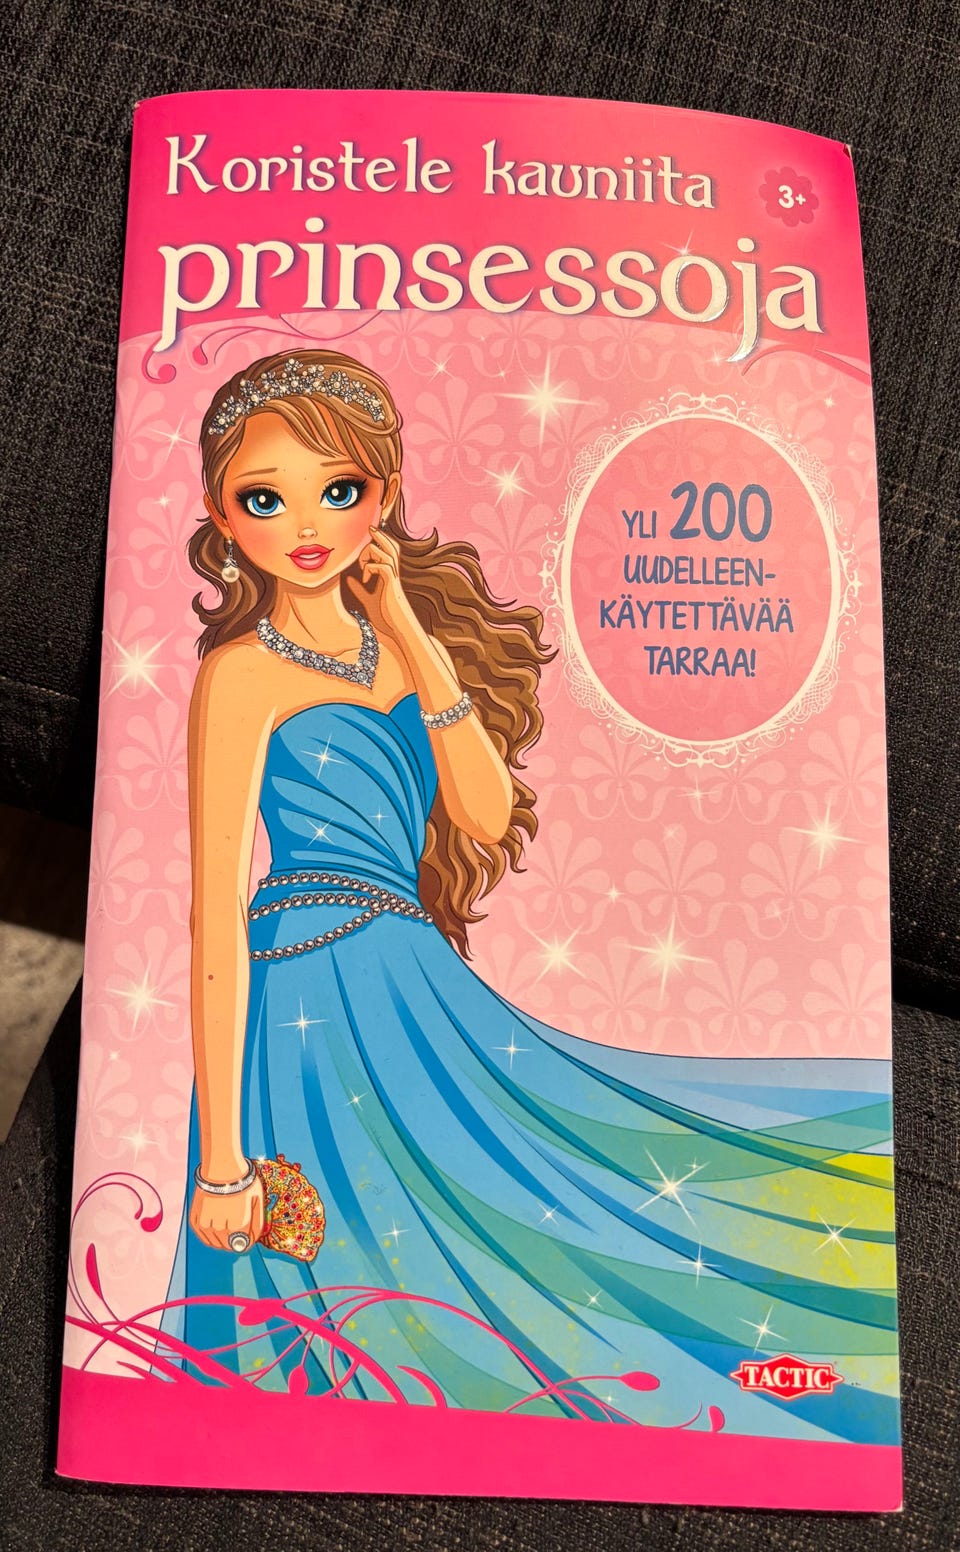 Koristele kauniita
3+
prinsessoja
YLI 200
UUDELLEEN-
KÄYTETTÄVÄÄ
TARRAA!
TACTIC